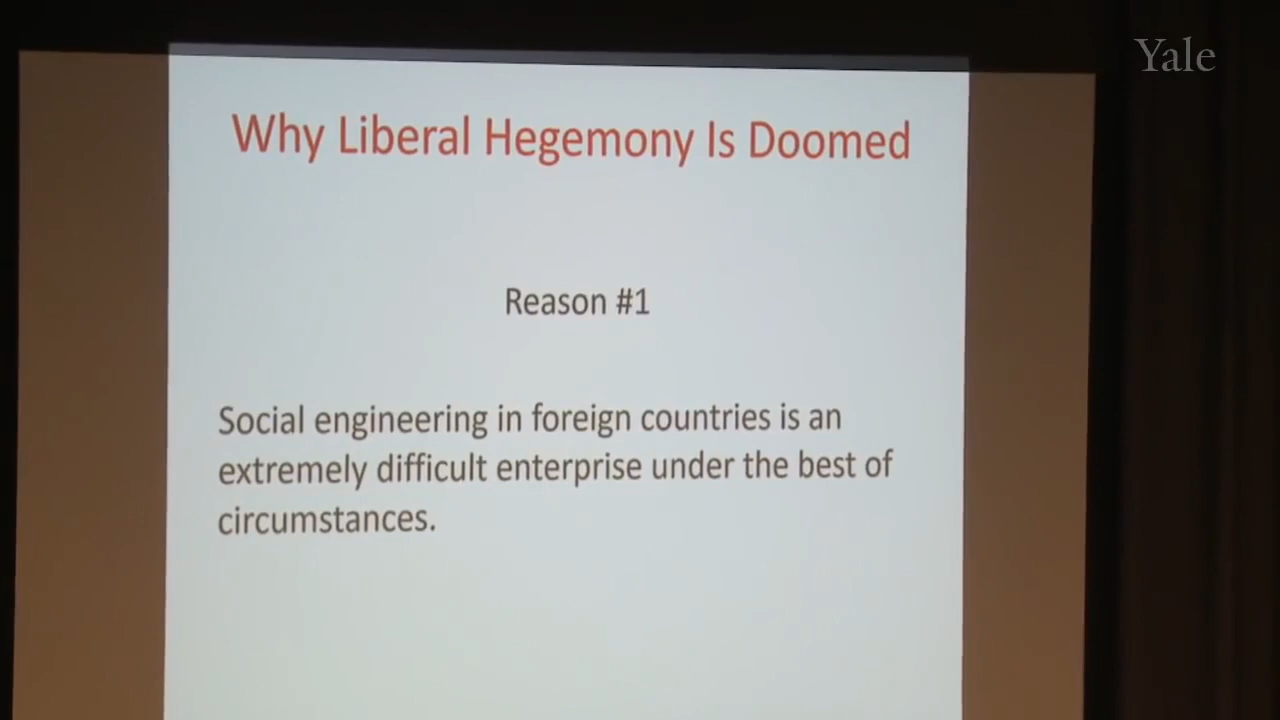 Yale
Why Liberal Hegemony Is Doomed
Reason #1
Social engineering in foreign countries is an
extremely difficult enterprise under the best of
circumstances.